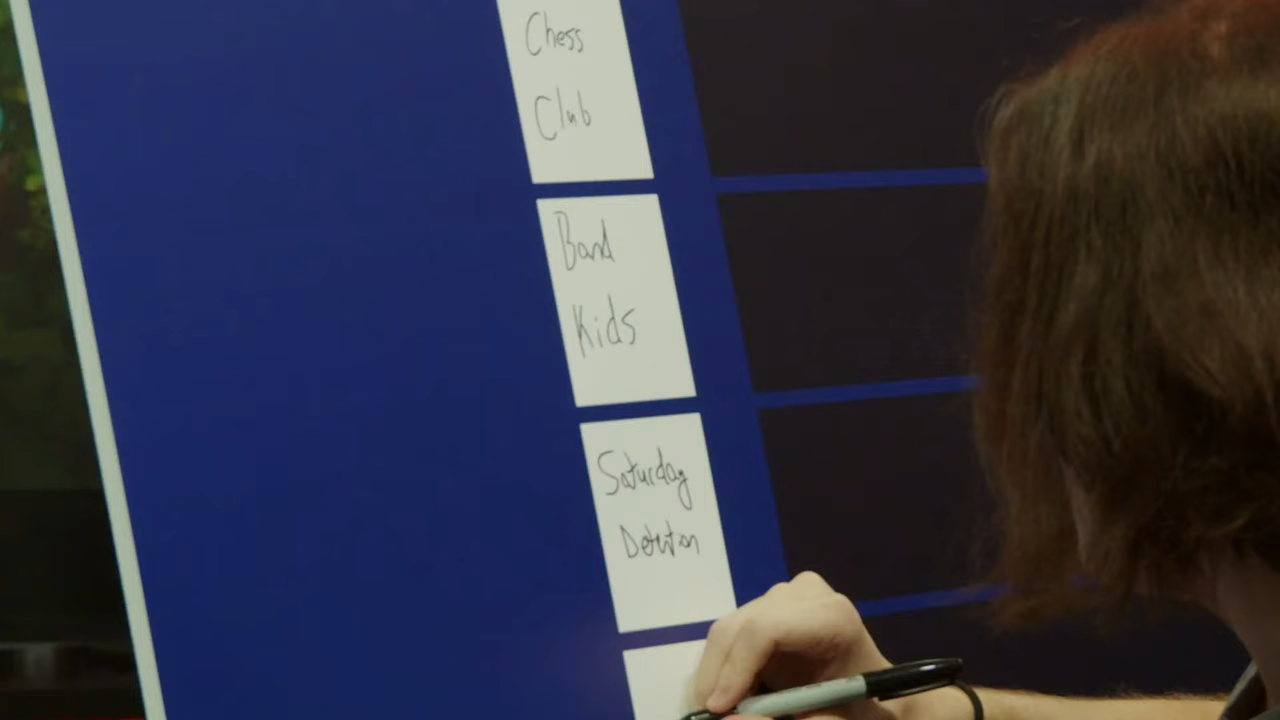 Chess
Club
Band
Kids
Saturday
Detention